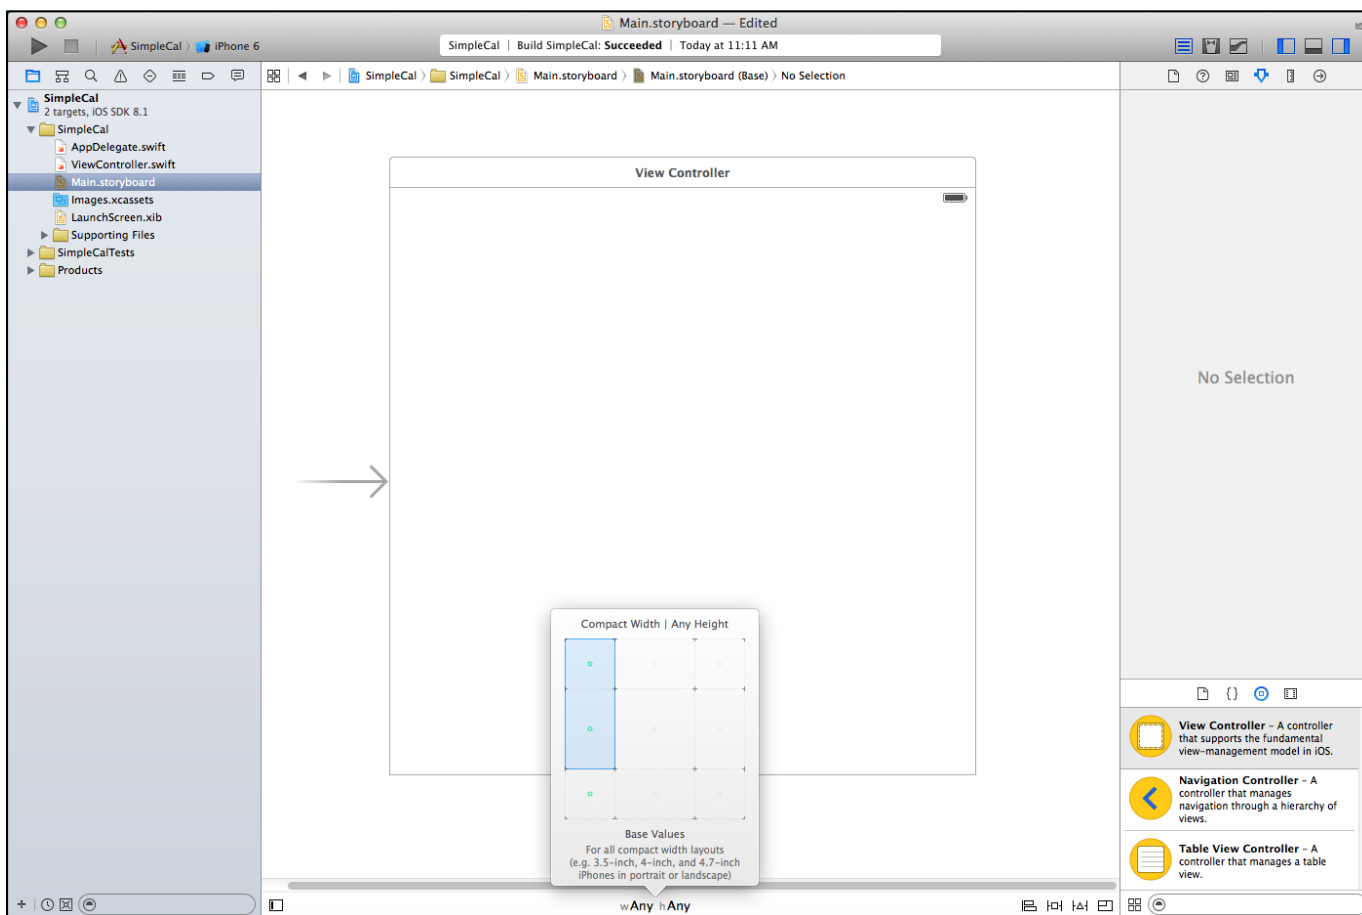 Main.storyboard — Edited
SimpleCal 〉 iPhone 6
SimpleCal | Build SimpleCal: Succeeded | Today at 11:11 AM
SimpleCal 〉 SimpleCal 〉 Main.storyboard 〉 Main.storyboard (Base) 〉 No Selection
SimpleCal
2 targets, iOS SDK 8.1
SimpleCal
AppDelegate.swift
ViewController.swift
Main.storyboard
Images.xcassets
LaunchScreen.xib
Supporting Files
SimpleCalTests
Products
View Controller
Compact Width | Any Height
Base Values
For all compact width layouts
(e.g. 3.5-inch, 4-inch, and 4.7-inch
iPhones in portrait or landscape)
wAny hAny
No Selection
{}
View Controller – A controller
that supports the fundamental
view-management model in iOS.
Navigation Controller – A
controller that manages
navigation through a hierarchy of
views.
Table View Controller – A
controller that manages a table
view.